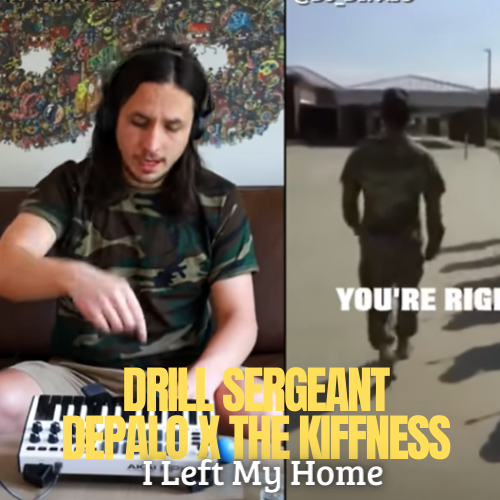 YOU'RE RIG
DRILL SERGEANT
DEPALO X THE KIFFNESS
I Left My Home